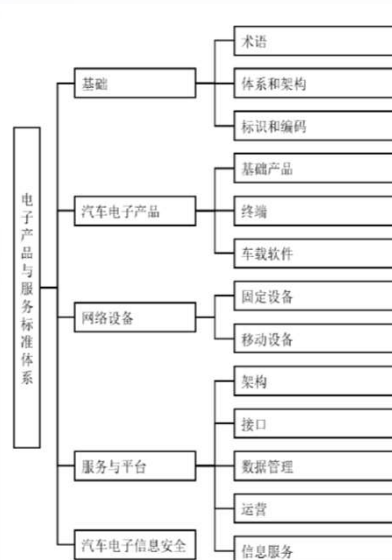 电子产品与服务标准体系
基础
术语
体系和架构
标识和编码
汽车电子产品
基础产品
终端
车载软件
网络设备
固定设备
移动设备
服务与平台
架构
接口
数据管理
运营
信息服务
汽车电子信息安全